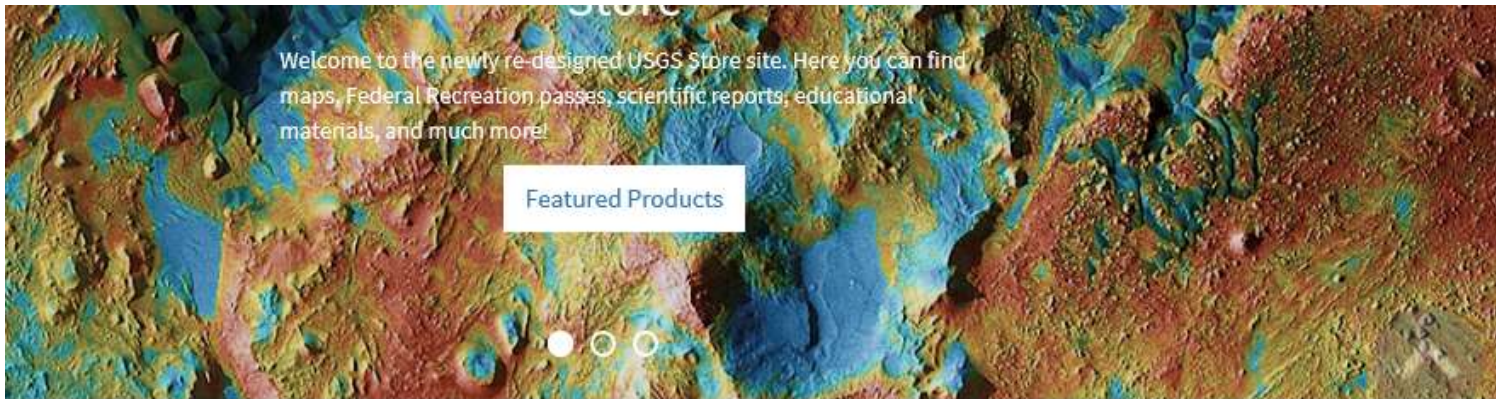 Store
Welcome to the newly re-designed USGS Store site. Here you can find
maps, Federal Recreation passes, scientific reports, educational
materials, and much more!
Featured Products